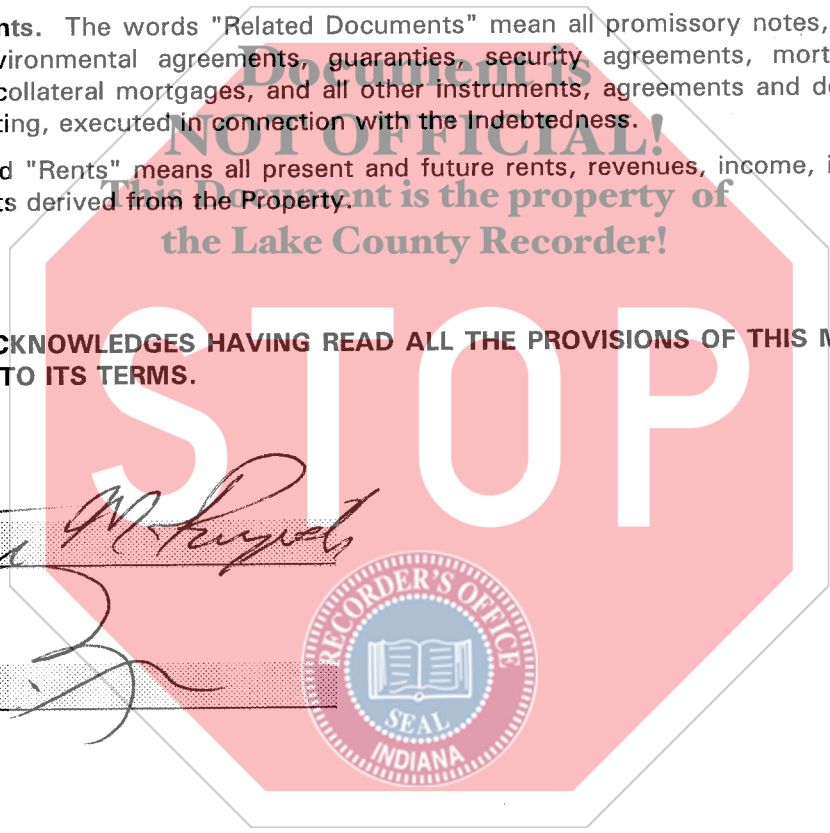 nts. The words "Related Documents" mean all promissory notes,
vironmental agreements, guaranties, security agreements, mort
collateral mortgages, and all other instruments, agreements and d
ting, executed in connection with the Indebtedness.
d "Rents" means all present and future rents, revenues, income, i
ts derived from the Property.
Document is
NOT OFFICIAL!
This Document is the property of
the Lake County Recorder!
CKNOWLEDGES HAVING READ ALL THE PROVISIONS OF THIS M
TO ITS TERMS.
STOP
RECORDER'S OFFICE
SEAL
INDIANA